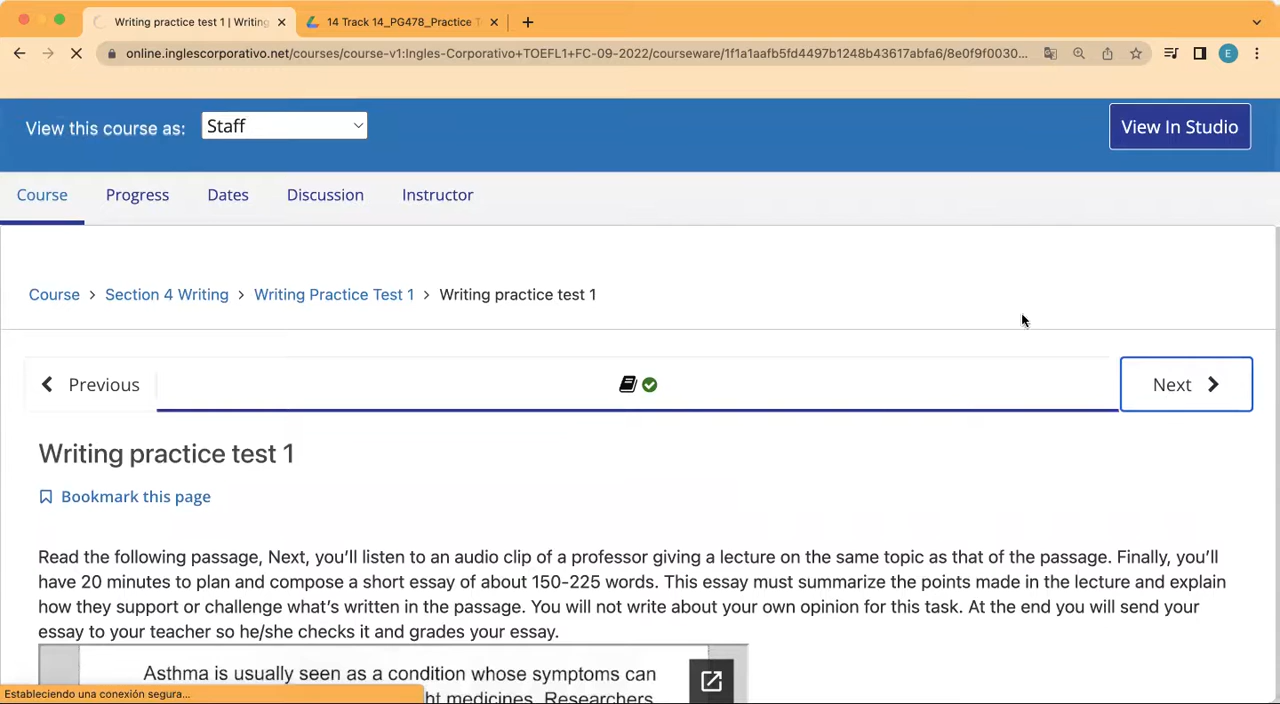 Writing practice test 1 | Writing
14 Track 14_PG478_Practice T
online.inglescorporativo.net/courses/course-v1:Ingles-Corporativo+TOEFL1+FC-09-2022/courseware/1f1a1aafb5fd4497b1248b43617abfa6/8e0f9f0030...
E
View this course as:
Staff
View In Studio
Course
Progress
Dates
Discussion
Instructor
Course > Section 4 Writing > Writing Practice Test 1 > Writing practice test 1
Previous
Next
Writing practice test 1
Bookmark this page
Read the following passage, Next, you’ll listen to an audio clip of a professor giving a lecture on the same topic as that of the passage. Finally, you’ll
have 20 minutes to plan and compose a short essay of about 150-225 words. This essay must summarize the points made in the lecture and explain
how they support or challenge what’s written in the passage. You will not write about your own opinion for this task. At the end you will send your
essay to your teacher so he/she checks it and grades your essay.
Asthma is usually seen as a condition whose symptoms can
ht medicines. Researchers
Estableciendo una conexión segura...